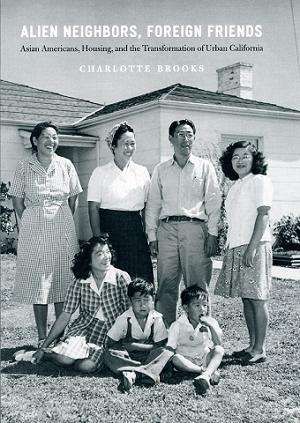 ALIEN NEIGHBORS, FOREIGN FRIENDS
Asian Americans, Housing, and the Transformation of Urban California
CHARLOTTE BROOKS